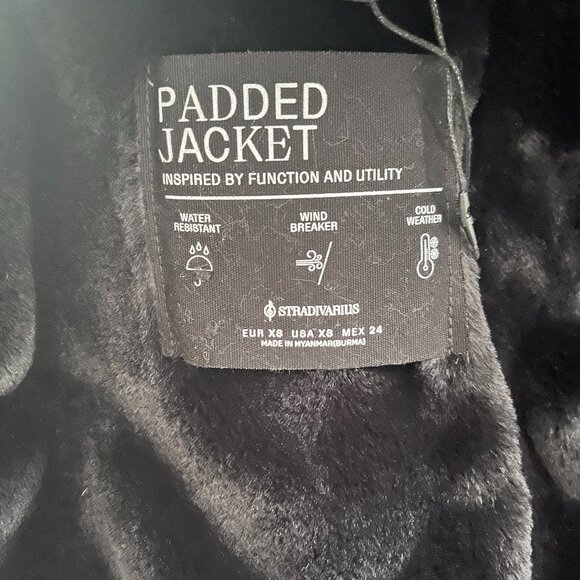 PADDED
JACKET
INSPIRED BY FUNCTION AND UTILITY
WATER
RESISTANT
WIND
BREAKER
COLD
WEATHER
STRADIVARIUS
EUR XS USA XS MEX 24
MADE IN MYANMAR(BURMA)